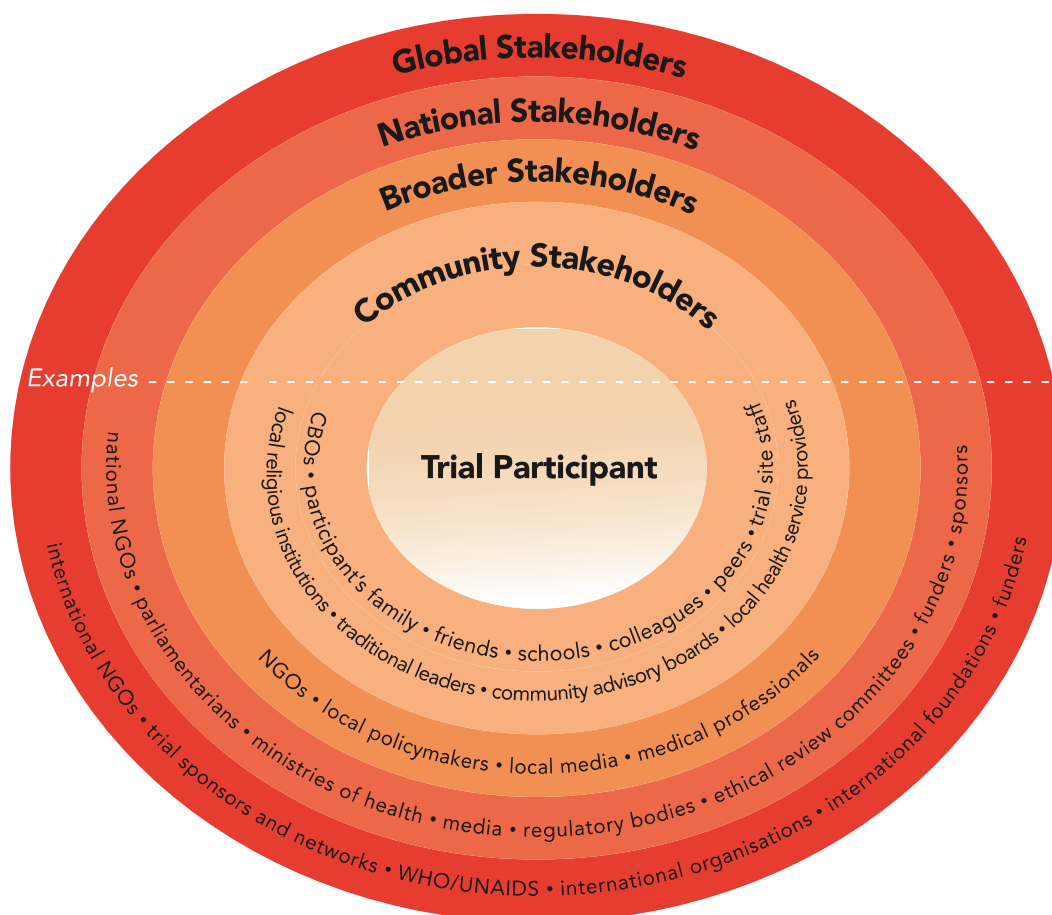 Global Stakeholders
National Stakeholders
Broader Stakeholders
Community Stakeholders
Examples
Trial Participant
CBOs • participant's family • friends • schools • colleagues • peers • trial site staff
local religious institutions • traditional leaders • community advisory boards • local health service providers
NGOs • local policymakers • local media • medical professionals
national NGOs • parliamentarians • ministries of health • media • regulatory bodies • ethical review committees • funders • sponsors
international NGOs • trial sponsors and networks • WHO/UNAIDS • international organisations • international foundations • funders